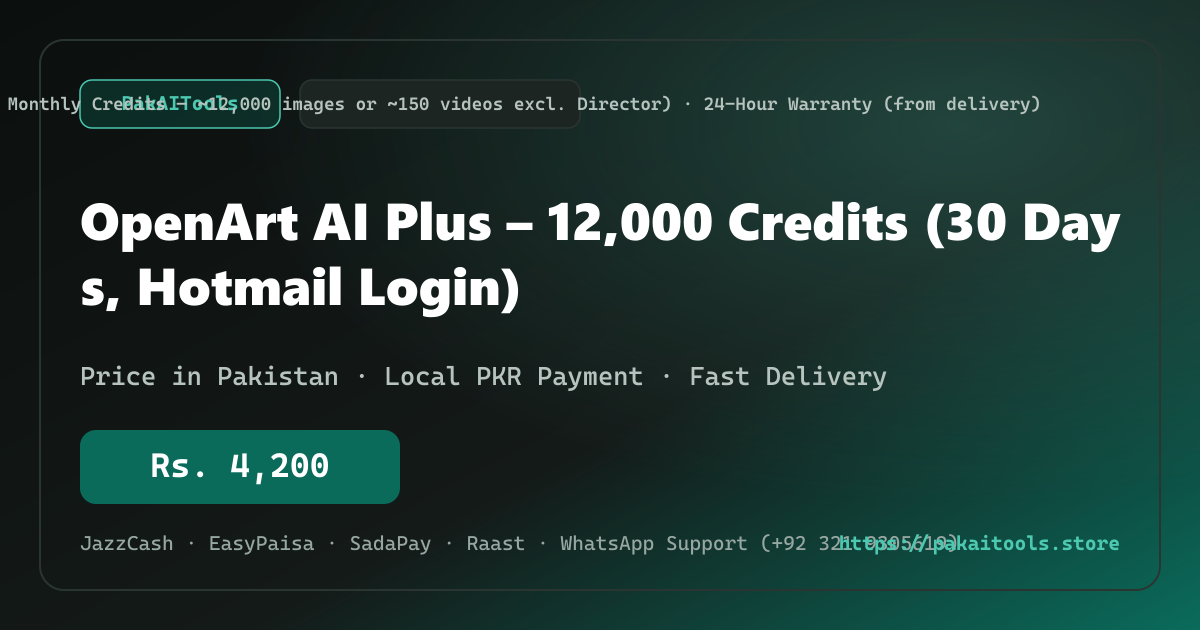 PakAITools
Monthly Credits – ~12,000 images or ~150 videos excl. Director) · 24-Hour Warranty (from delivery)
OpenArt AI Plus – 12,000 Credits (30 Day
s, Hotmail Login)
Price in Pakistan · Local PKR Payment · Fast Delivery
Rs. 4,200
JazzCash · EasyPaisa · SadaPay · Raast · WhatsApp Support (+92 321
https://pakaitools.store